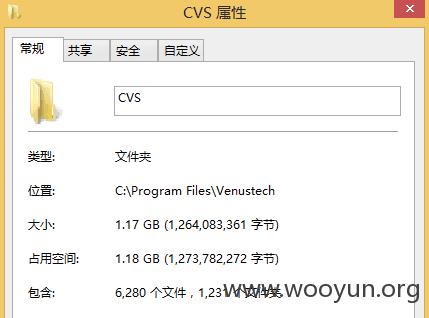 CVS 属性
常规 共享 安全 自定义
CVS
类型: 文件夹
位置: C:\Program Files\Venustech
大小: 1.17 GB (1,264,083,361 字节)
占用空间: 1.18 GB (1,273,782,272 字节)
包含: 6,280 个文件，1,231 个文件夹
www.wooyun.org